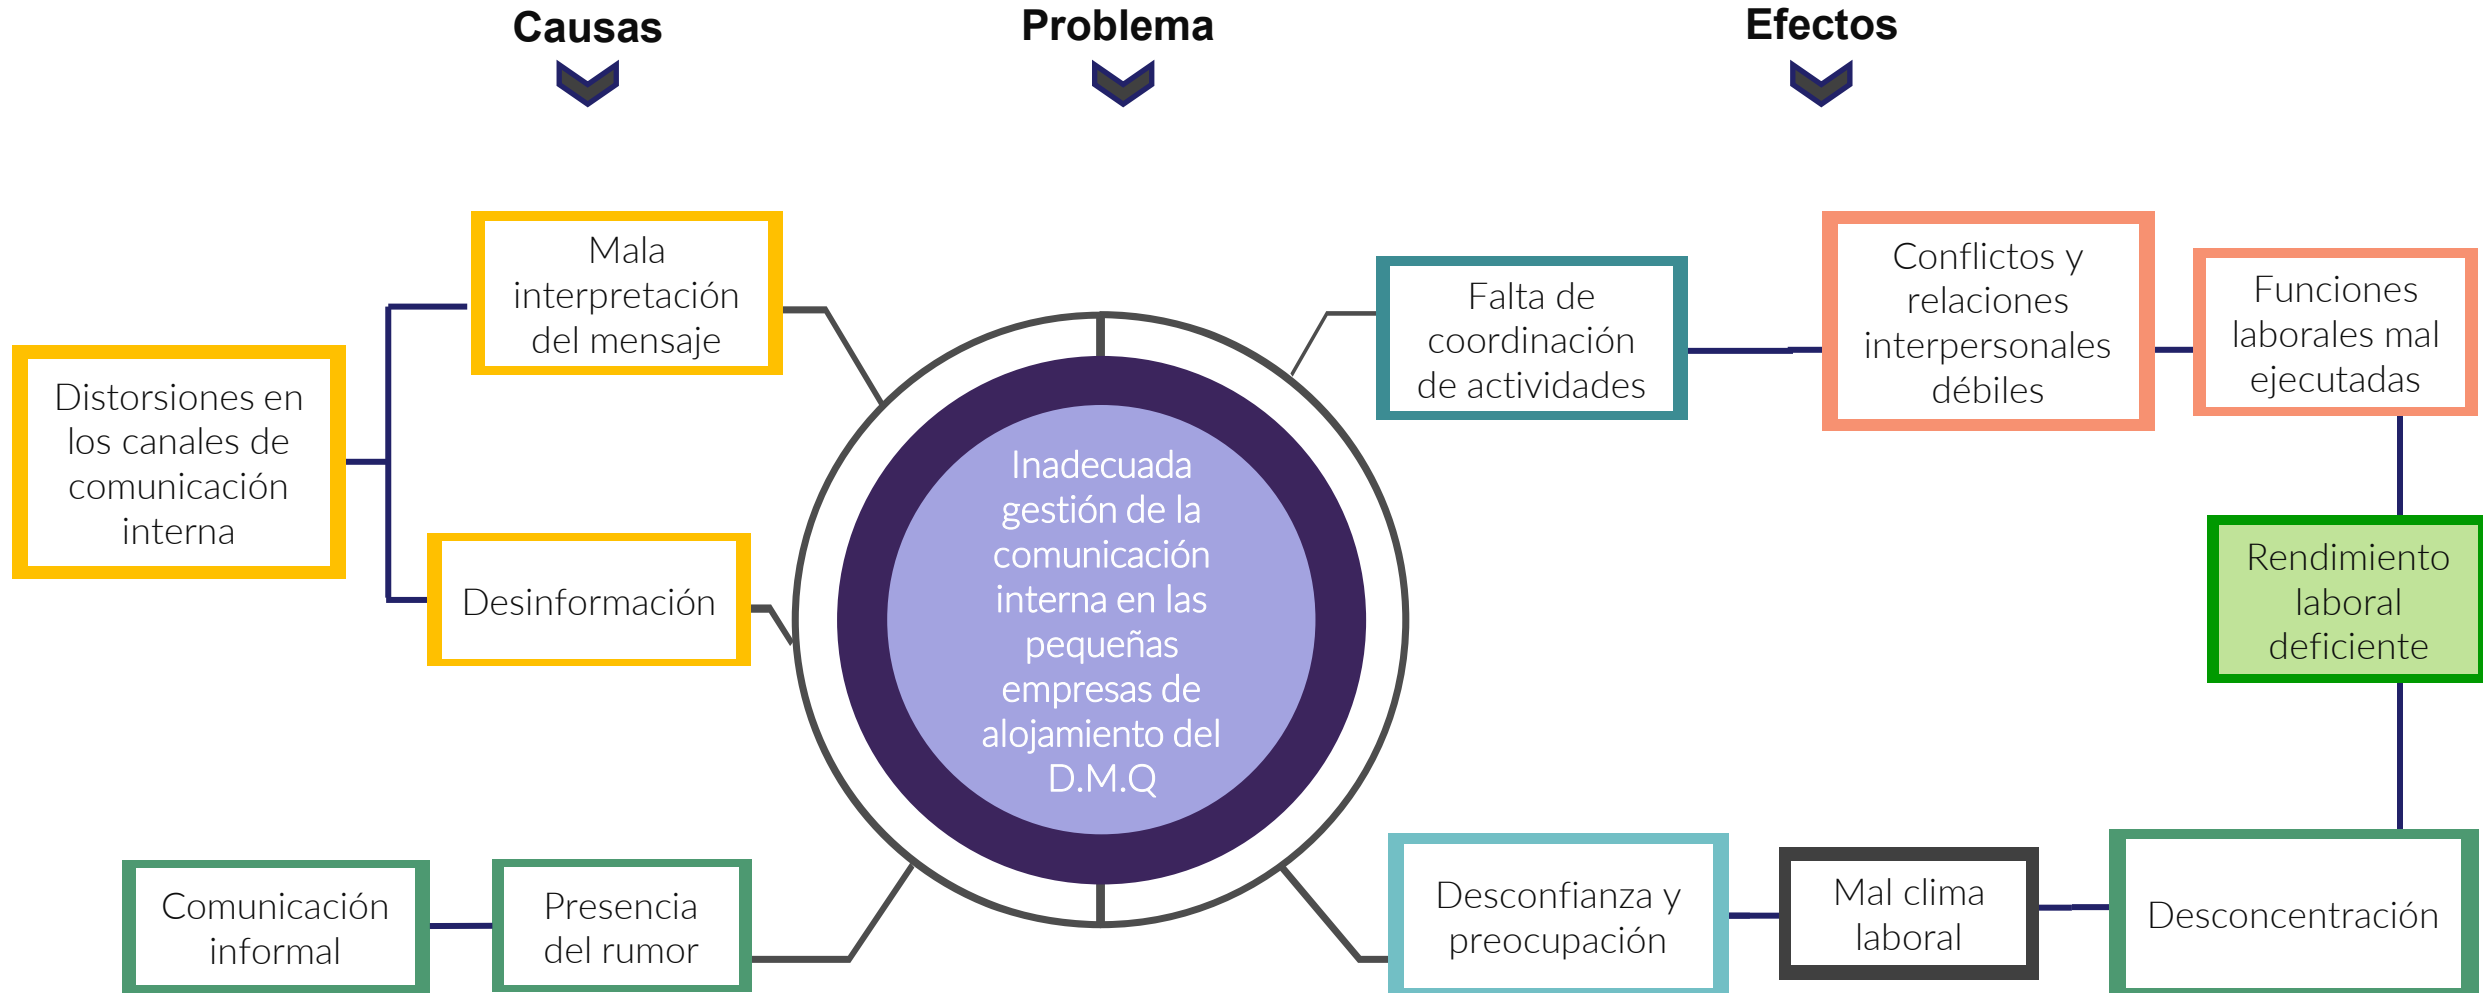 Causas
Problema
Efectos
Distorsiones en
los canales de
comunicación
interna
Mala
interpretación
del mensaje
Desinformación
Comunicación
informal
Presencia
del rumor
Inadecuada
gestión de la
comunicación
interna en las
pequeñas
empresas de
alojamiento del
D.M.Q
Falta de
coordinación
de actividades
Conflictos y
relaciones
interpersonales
débiles
Funciones
laborales mal
ejecutadas
Rendimiento
laboral
deficiente
Desconfianza y
preocupación
Mal clima
laboral
Desconcentración